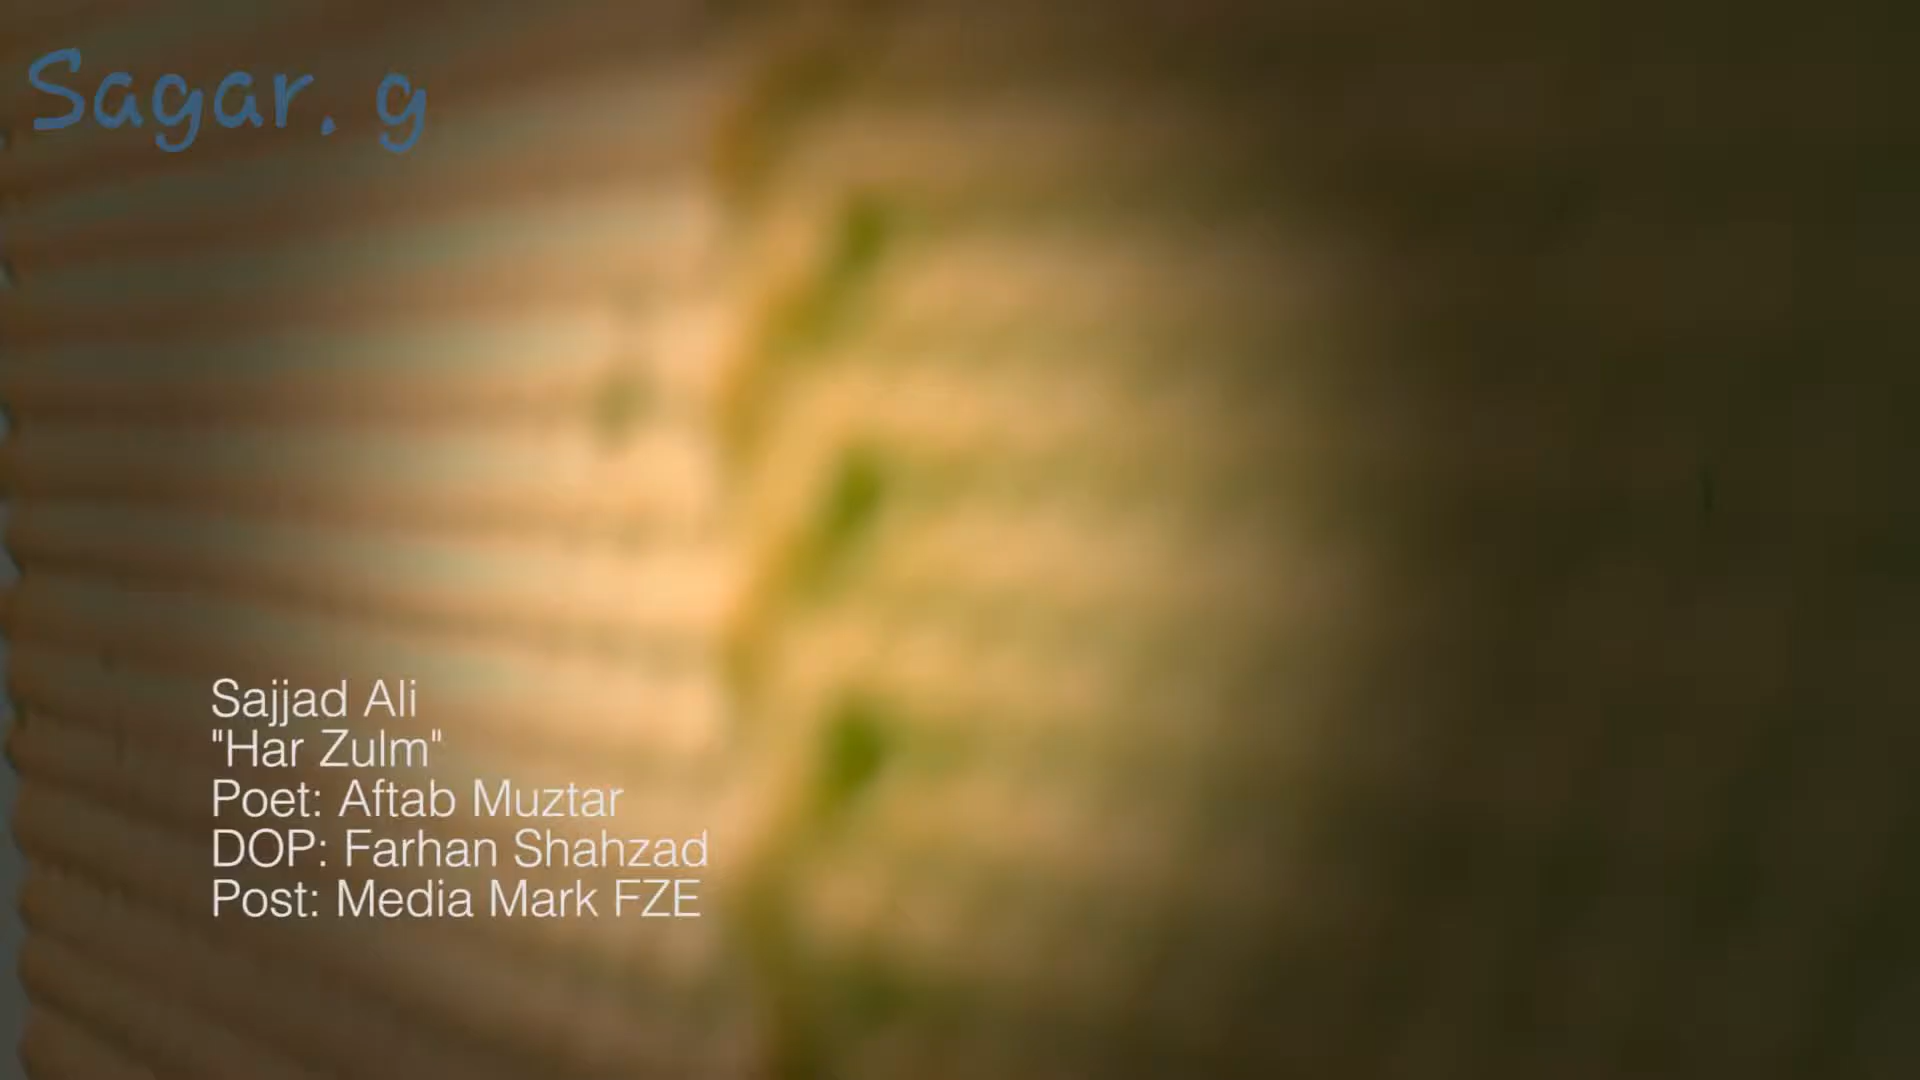 Sagar. g
Sajjad Ali
"Har Zulm"
Poet: Aftab Muztar
DOP: Farhan Shahzad
Post: Media Mark FZE